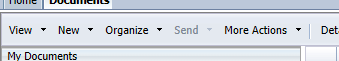 Home Documents
View New Organize Send More Actions
My Documents